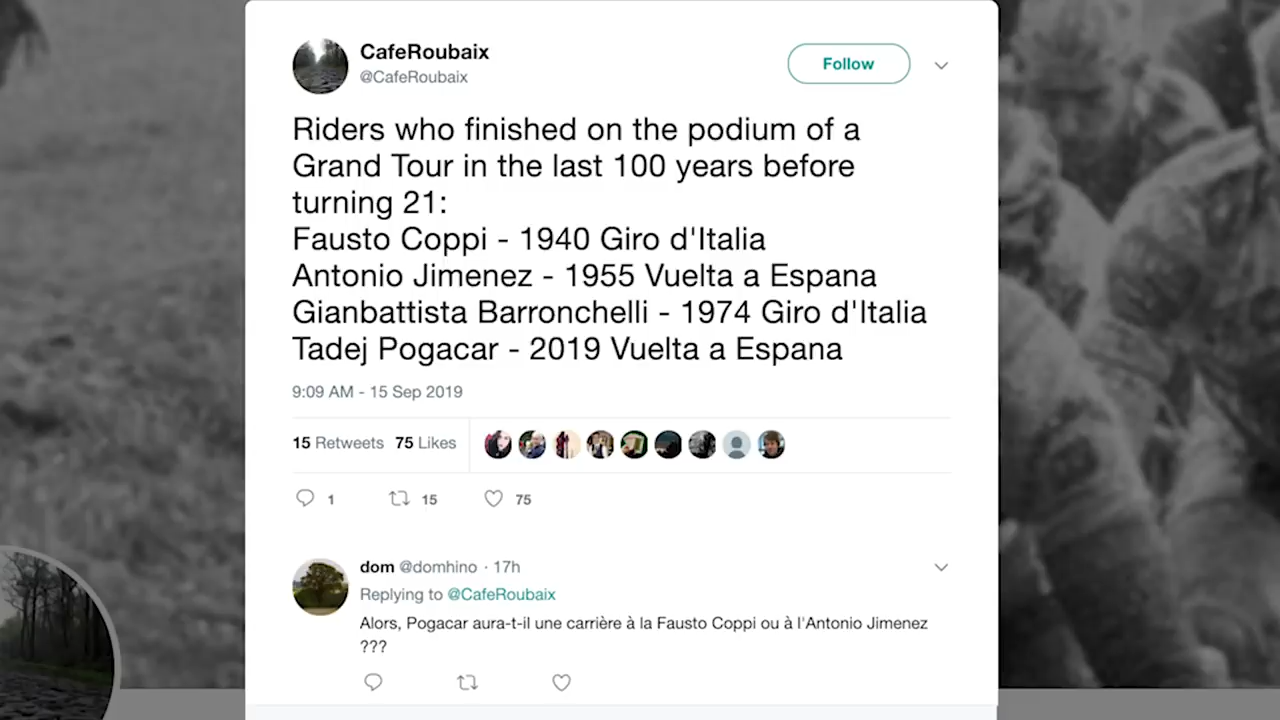 CafeRoubaix
@CafeRoubaix
Follow
Riders who finished on the podium of a
Grand Tour in the last 100 years before
turning 21:
Fausto Coppi - 1940 Giro d'Italia
Antonio Jimenez - 1955 Vuelta a Espana
Gianbattista Barronchelli - 1974 Giro d'Italia
Tadej Pogacar - 2019 Vuelta a Espana
9:09 AM - 15 Sep 2019
15 Retweets 75 Likes
1 15 75
dom @domhino · 17h
Replying to @CafeRoubaix
Alors, Pogacar aura-t-il une carrière à la Fausto Coppi ou à l'Antonio Jimenez
???